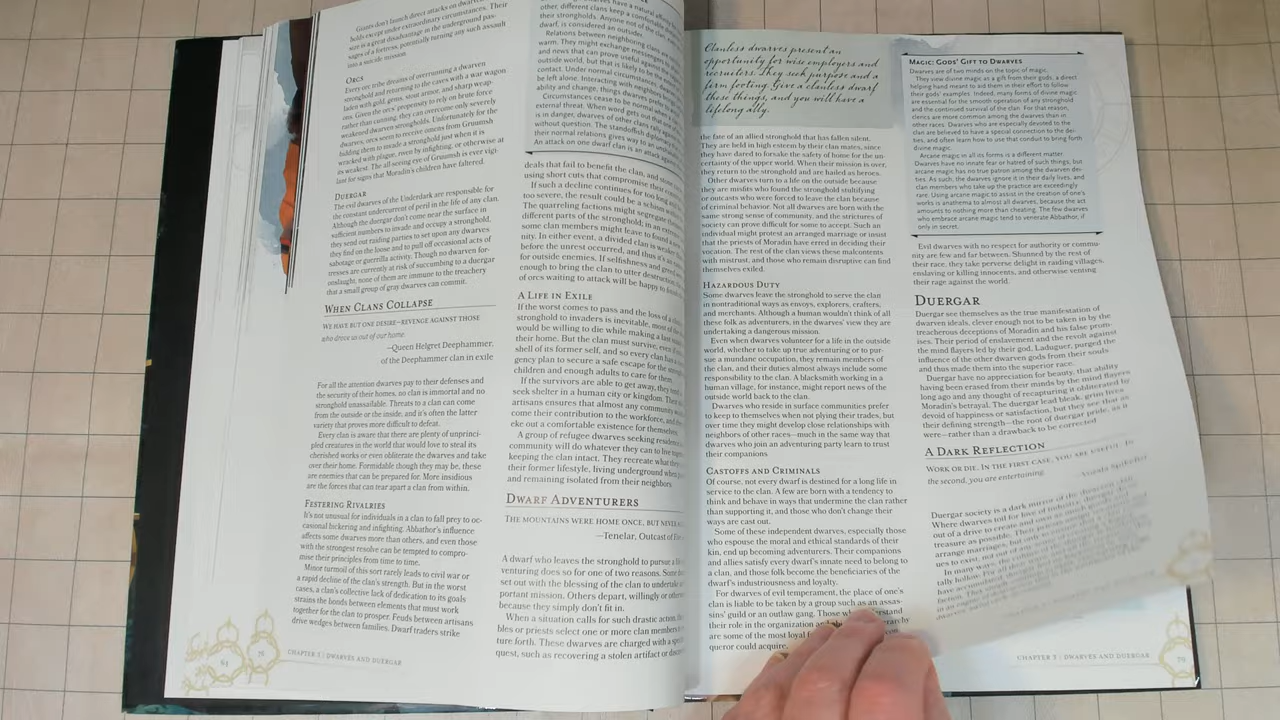 Giants don't launch direct attacks on dwarven
holds except under extraordinary circumstances. Their
size is a great disadvantage in the underground pas-
sages of a fortress, potentially turning any such assault
into a suicide mission.
ORCS
Every orc tribe dreams of overrunning a dwarven
stronghold and returning to the caves with a war wagon
laden with gold, gems, stout armor, and sharp weap-
ons. Given the orcs' propensity to rely on brute force
rather than cunning, they can overcome only severely
weakened dwarven strongholds. Unfortunately for the
dwarves, orcs seem to receive omens from Gruumsh
bidding them to invade a stronghold just when it is
wracked with plague, riven by infighting, or otherwise at
its weakest. The all-seeing eye of Gruumsh is ever vigi-
lant for signs that Moradin's children have faltered.
DUERGAR
The evil dwarves of the Underdark are responsible for
the constant undercurrent of peril in the life of any clan.
Although the duergar don't come near the surface in
sufficient numbers to invade and occupy a stronghold,
they send out raiding parties to set upon any dwarves
they find on the loose and to pull off occasional acts of
sabotage or guerrilla activity. Though no dwarven for-
tresses are currently at risk of succumbing to a duergar
onslaught, none of them are immune to the treachery
that a small group of gray dwarves can commit.
WHEN CLANS COLLAPSE
WE HAVE BUT ONE DESIRE—REVENGE AGAINST THOSE
who drove us out of our home.
—Queen Helgret Deephammer,
of the Deephammer clan in exile
For all the attention dwarves pay to their defenses and
the security of their homes, no clan is immortal and no
stronghold unassailable. Threats to a clan can come
from the outside or the inside, and it's often the latter
variety that proves more difficult to defeat.
Every clan is aware that there are plenty of unprinci-
pled creatures in the world that would love to steal its
cherished works or even obliterate the dwarves and take
over their home. Formidable though they may be, these
are enemies that can be prepared for. More insidious
are the forces that can tear apart a clan from within.
FESTERING RIVALRIES
It's not unusual for individuals in a clan to fall prey to oc-
casional bickering and infighting. Abbathor's influence
affects some dwarves more than others, and even those
with the strongest resolve can be tempted to compro-
mise their principles from time to time.
Minor turmoil of this sort rarely leads to civil war or
a rapid decline of the clan's strength. But in the worst
cases, a clan's collective lack of dedication to its goals
strains the bonds between elements that must work
together for the clan to prosper. Feuds between artisans
drive wedges between families. Dwarf traders strike
CHAPTER 3 | DWARVES AND DUERGAR
other, different clans keep
their strongholds. Anyone not of the
dwarf, is considered an outsider.
Relations between neighboring clans are
warm. They might exchange messengers
and news that can prove useful
outside world, but that is likely to be
contact. Under normal circumstances
be left alone. Interacting with neighbors
ability and change, things dwarves prefer
Circumstances cease to be normal
external threat. When word gets out that
is in danger, dwarves of other clans rally
without question. The standoffish diplomacy
their normal relations gives way to an
An attack on one dwarf clan is an attack
deals that fail to benefit the clan, and
using short cuts that compromise their
If such a decline continues for too long
too severe, the result could be a schism
The quarreling factions might segregate
different parts of the stronghold; in an
some clan members might leave to found
nity. In either event, a divided clan is weaker
before the unrest occurred, and thus it's an
for outside enemies. If selfishness and greed
enough to bring the clan to utter destruction
of orcs waiting to attack will be happy to finish
A LIFE IN EXILE
If the worst comes to pass and the loss of a
stronghold to invaders is inevitable, most
would be willing to die while making a last
their home. But the clan must survive, even
shell of its former self, and so every clan has
gency plan to secure a safe escape for the
children and enough adults to care for them.
If the survivors are able to get away, they
seek shelter in a human city or kingdom. The
artisans ensures that almost any community
come their contribution to the workforce, and
eke out a comfortable existence for themselves.
A group of refugee dwarves seeking residence
community will do whatever they can to live
keeping the clan intact. They recreate what
their former lifestyle, living underground when
and remaining isolated from their neighbors.
DWARF ADVENTURERS
THE MOUNTAINS WERE HOME ONCE, BUT NEVER
—Tenelar, Outcast of
A dwarf who leaves the stronghold to pursue a life
venturing does so for one of two reasons. Some
set out with the blessing of the clan to undertake
portant mission. Others depart, willingly or otherwise,
because they simply don't fit in.
When a situation calls for such drastic action,
bles or priests select one or more clan members
ture forth. These dwarves are charged with a
quest, such as recovering a stolen artifact or
Clanless dwarves present an
opportunity for wise employers and
recruiters. They seek purpose and a
firm footing. Give a clanless dwarf
those things, and you will have a
lifelong ally.
the fate of an allied stronghold that has fallen silent.
They are held in high esteem by their clan mates, since
they have dared to forsake the safety of home for the un-
certainty of the upper world. When their mission is over,
they return to the stronghold and are hailed as heroes.
Other dwarves turn to a life on the outside because
they are misfits who found the stronghold stultifying
or outcasts who were forced to leave the clan because
of criminal behavior. Not all dwarves are born with the
same strong sense of community, and the strictures of
society can prove difficult for some to accept. Such an
individual might protest an arranged marriage or insist
that the priests of Moradin have erred in deciding their
vocation. The rest of the clan views these malcontents
with mistrust, and those who remain disruptive can find
themselves exiled.
HAZARDOUS DUTY
Some dwarves leave the stronghold to serve the clan
in nontraditional ways as envoys, explorers, crafters,
and merchants. Although a human wouldn't think of all
these folk as adventurers, in the dwarves' view they are
undertaking a dangerous mission.
Even when dwarves volunteer for a life in the outside
world, whether to take up true adventuring or to pur-
sue a mundane occupation, they remain members of
the clan, and their duties almost always include some
responsibility to the clan. A blacksmith working in a
human village, for instance, might report news of the
outside world back to the clan.
Dwarves who reside in surface communities prefer
to keep to themselves when not plying their trades, but
over time they might develop close relationships with
neighbors of other races—much in the same way that
dwarves who join an adventuring party learn to trust
their companions.
CASTOFFS AND CRIMINALS
Of course, not every dwarf is destined for a long life in
service to the clan. A few are born with a tendency to
think and behave in ways that undermine the clan rather
than supporting it, and those who don't change their
ways are cast out.
Some of these independent dwarves, especially those
who espouse the moral and ethical standards of their
kin, end up becoming adventurers. Their companions
and allies satisfy every dwarf's innate need to belong to
a clan, and those folk become the beneficiaries of the
dwarf's industriousness and loyalty.
For dwarves of evil temperament, the place of one's
clan is liable to be taken by a group such as an assas-
sins' guild or an outlaw gang. Those who understand
their role in the organization
are some of the most loyal
queror could acquire.
MAGIC: GODS' GIFT TO DWARVES
Dwarves are of two minds on the topic of magic.
They view divine magic as a gift from their gods, a direct
helping hand meant to aid them in their effort to follow
their gods' examples. Indeed, many forms of divine magic
are essential for the smooth operation of any stronghold
and the continued survival of the clan. For that reason,
clerics are more common among the dwarves than in
other races. Dwarves who are especially devoted to the
clan are believed to have a special connection to the dei-
ties, and often learn how to use that conduit to bring forth
divine magic.
Arcane magic in all its forms is a different matter.
Dwarves have no innate fear or hatred of such things, but
arcane magic has no true patron among the dwarven dei-
ties. As such, the dwarves ignore it in their daily lives, and
clan members who take up the practice are exceedingly
rare. Using arcane magic to assist in the creation of one's
works is anathema to almost all dwarves, because the act
amounts to nothing more than cheating. The few dwarves
who embrace arcane magic tend to venerate Abbathor, if
only in secret.
Evil dwarves with no respect for authority or commu-
nity are few and far between. Shunned by the rest of
their race, they take perverse delight in raiding villages,
enslaving or killing innocents, and otherwise venting
their rage against the world.
DUERGAR
Duergar see themselves as the true manifestation of
dwarven ideals, clever enough not to be taken in by the
treacherous deceptions of Moradin and his false prom-
ises. Their period of enslavement and the revolt against
the mind flayers led by their god, Laduguer, purged the
influence of the other dwarven gods from their souls
and thus made them into the superior race.
Duergar have no appreciation for beauty, that ability
having been erased from their minds by the mind flayers
long ago and any thought of recapturing it obliterated by
Moradin's betrayal. The duergar lead bleak, grim lives
devoid of happiness or satisfaction, but they see that as
their defining strength—the root of duergar pride, as it
were—rather than a drawback to be corrected.
A DARK REFLECTION
WORK OR DIE. IN THE FIRST CASE, YOU ARE USEFUL. IN
the second, you are entertaining.
Duergar society is a dark mirror of the
Where dwarves toil for love of industry, duergar
out of a drive to create and
treasure as possible. Their
arrange marriages, but only
CHAPTER 3 | DWARVES AND DUERGAR